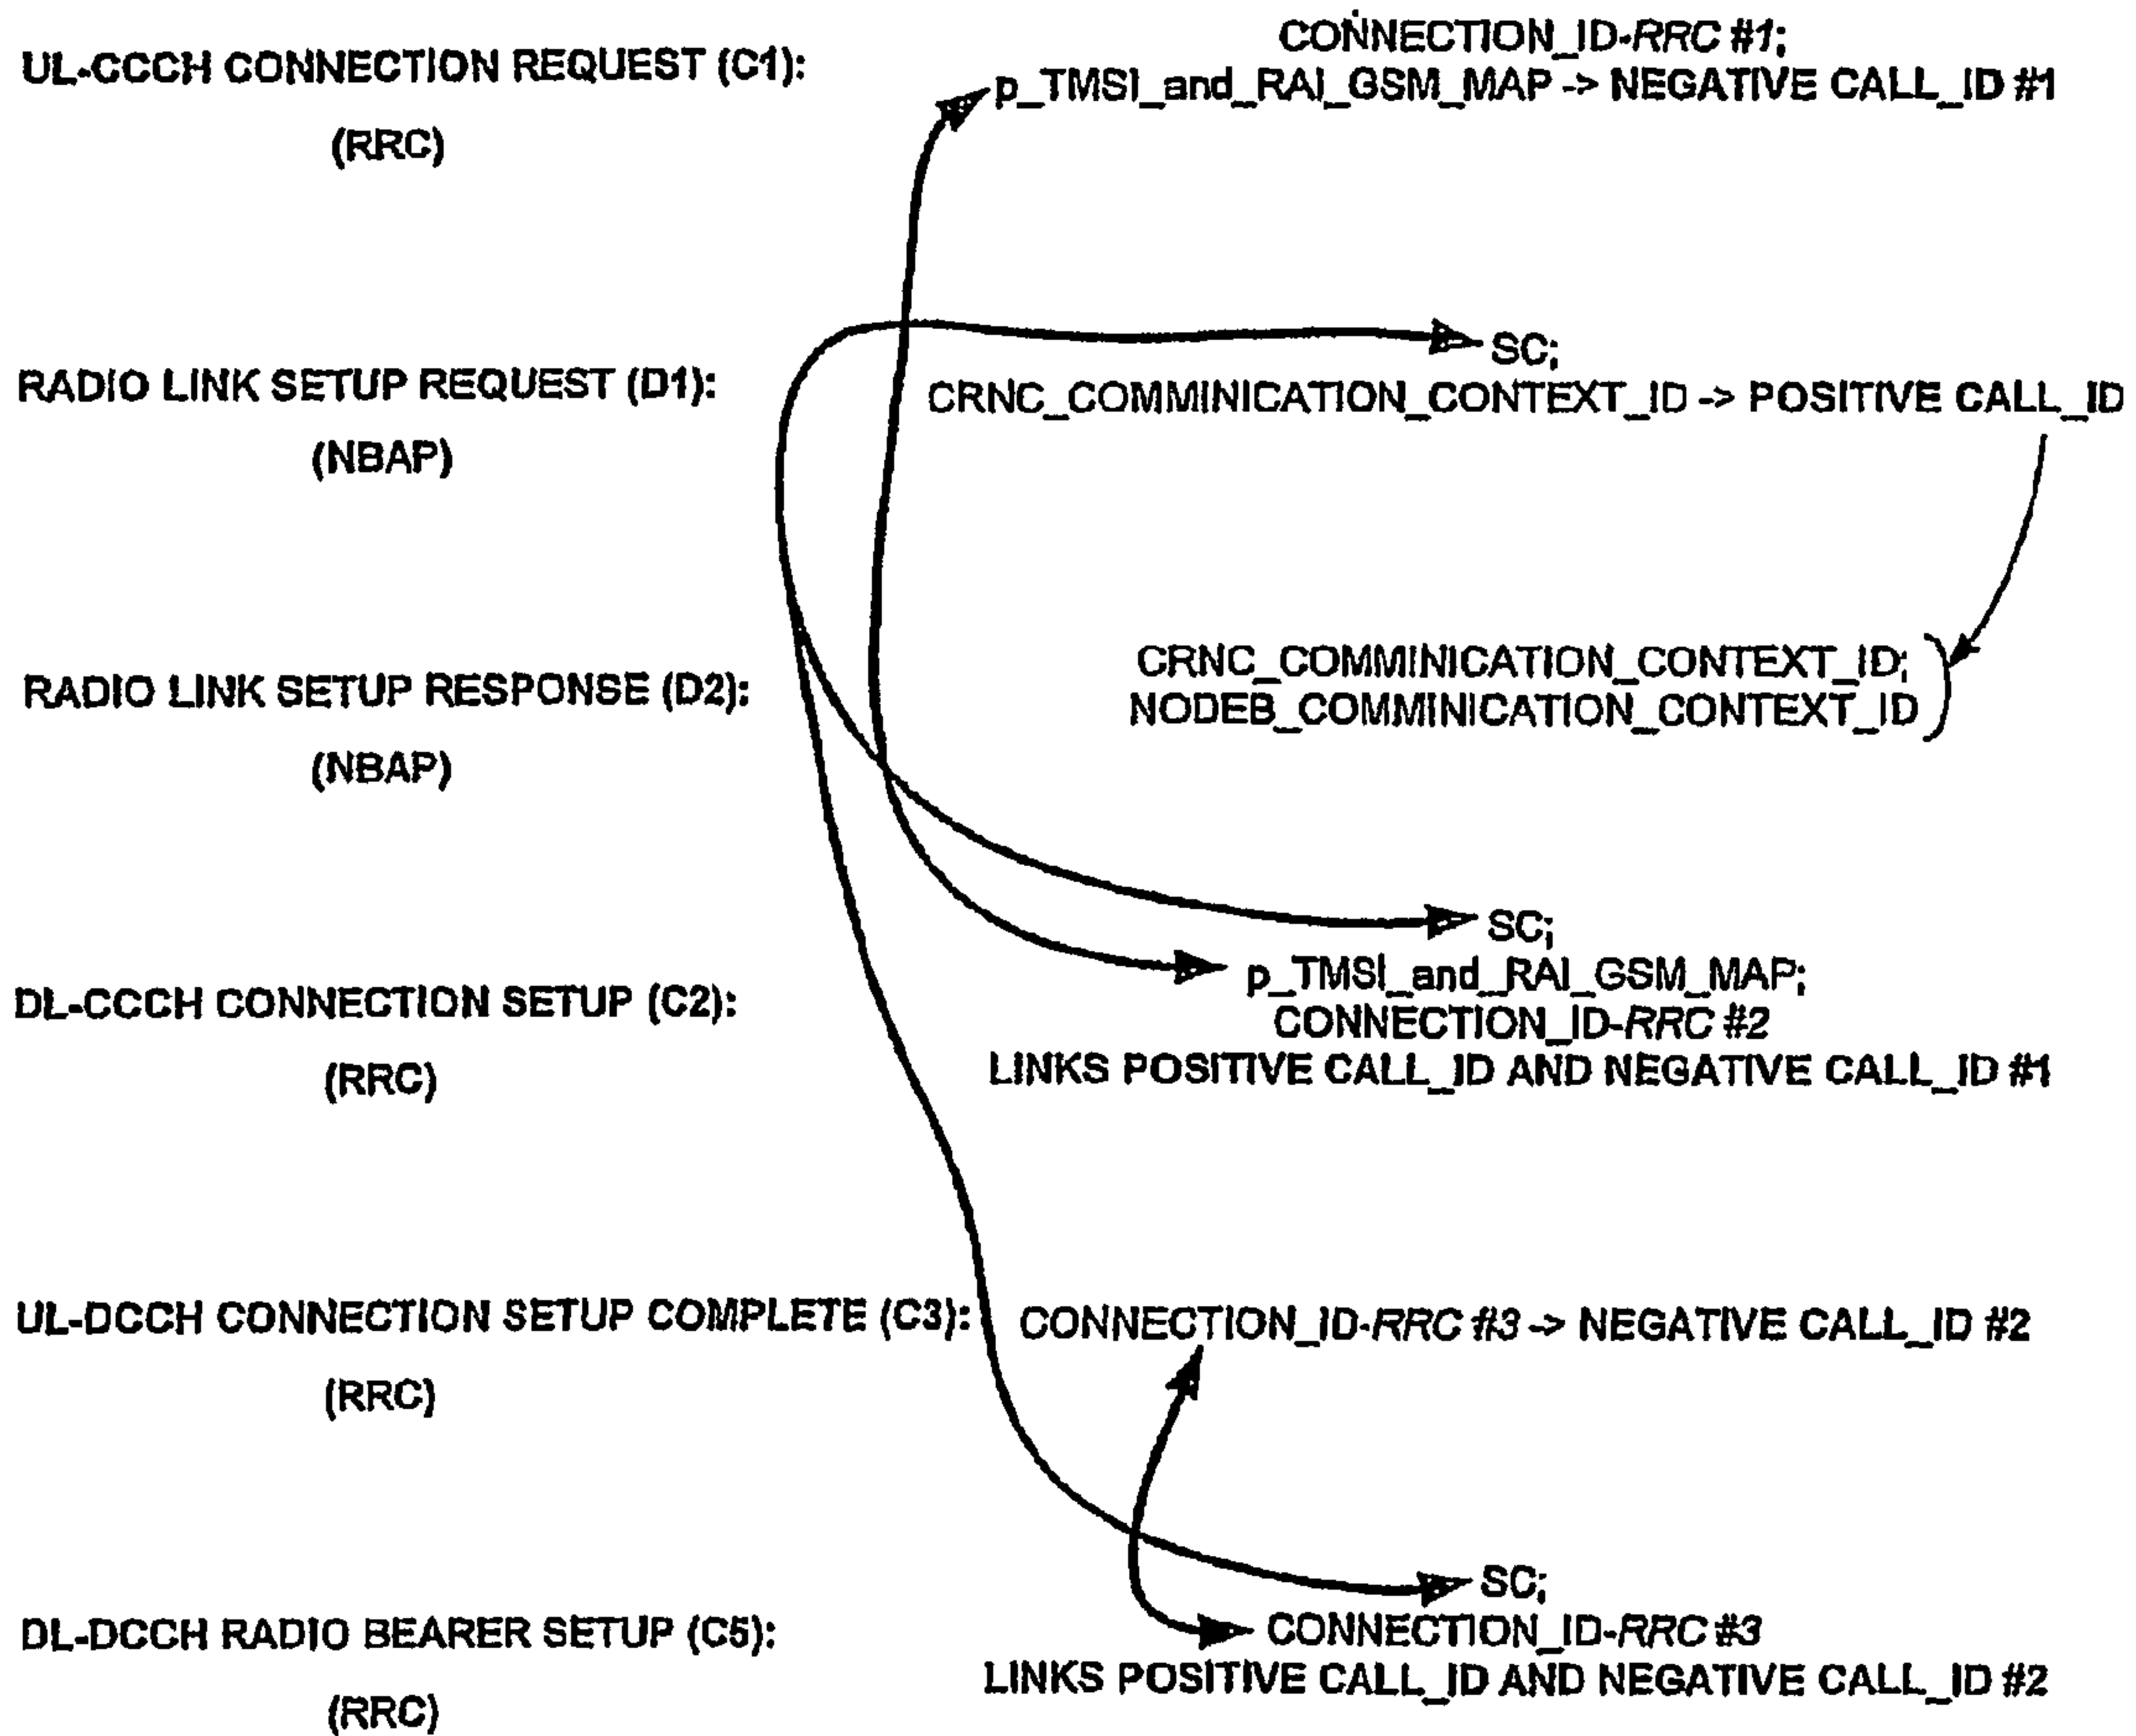 UL-CCCH CONNECTION REQUEST (C1):
(RRC)
CONNECTION_ID-RRC #1;
p_TMSI_and_RAI_GSM_MAP -> NEGATIVE CALL_ID #1
RADIO LINK SETUP REQUEST (D1):
(NBAP)
SC;
CRNC_COMMINICATION_CONTEXT_ID -> POSITIVE CALL_ID
RADIO LINK SETUP RESPONSE (D2):
(NBAP)
CRNC_COMMINICATION_CONTEXT_ID;
NODEB_COMMINICATION_CONTEXT_ID
DL-CCCH CONNECTION SETUP (C2):
(RRC)
SC;
p_TMSI_and_RAI_GSM_MAP;
CONNECTION_ID-RRC #2
LINKS POSITIVE CALL_ID AND NEGATIVE CALL_ID #1
UL-DCCH CONNECTION SETUP COMPLETE (C3):
(RRC)
CONNECTION_ID-RRC #3 -> NEGATIVE CALL_ID #2
DL-DCCH RADIO BEARER SETUP (C5):
(RRC)
SC;
CONNECTION_ID-RRC #3
LINKS POSITIVE CALL_ID AND NEGATIVE CALL_ID #2